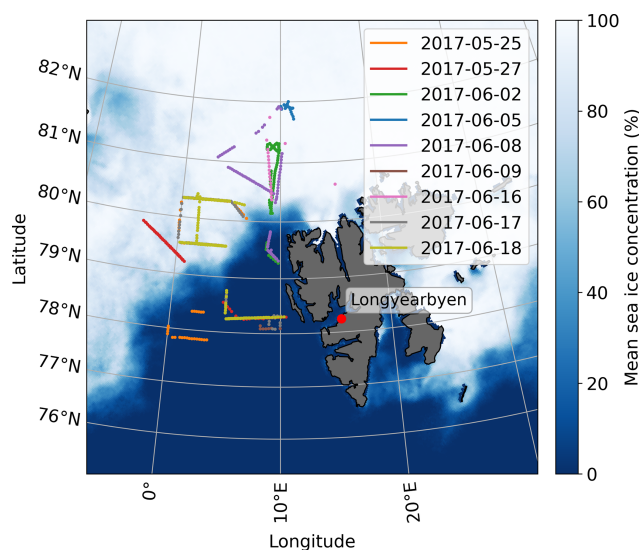 82°N
81°N
80°N
79°N
78°N
77°N
76°N
Latitude
0°
10°E
20°E
Longitude
2017-05-25
2017-05-27
2017-06-02
2017-06-05
2017-06-08
2017-06-09
2017-06-16
2017-06-17
2017-06-18
Longyearbyen
100
80
60
40
20
0
Mean sea ice concentration (%)